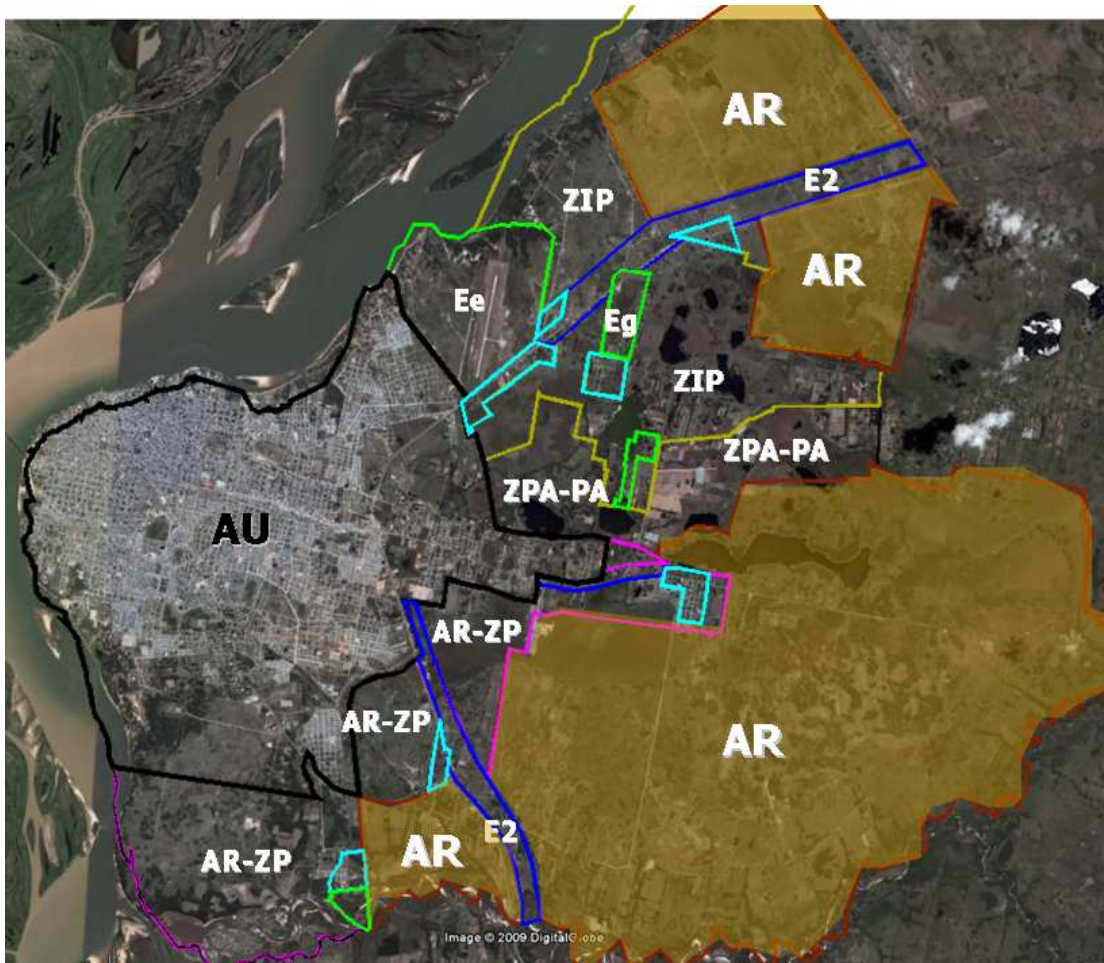 AR
E2
ZIP
AR
Ee
Eg
ZIP
ZPA-PA
ZPA-PA
AU
AR-ZP
AR-ZP
AR
E2
AR
AR-ZP
Image © 2009 DigitalGlobe